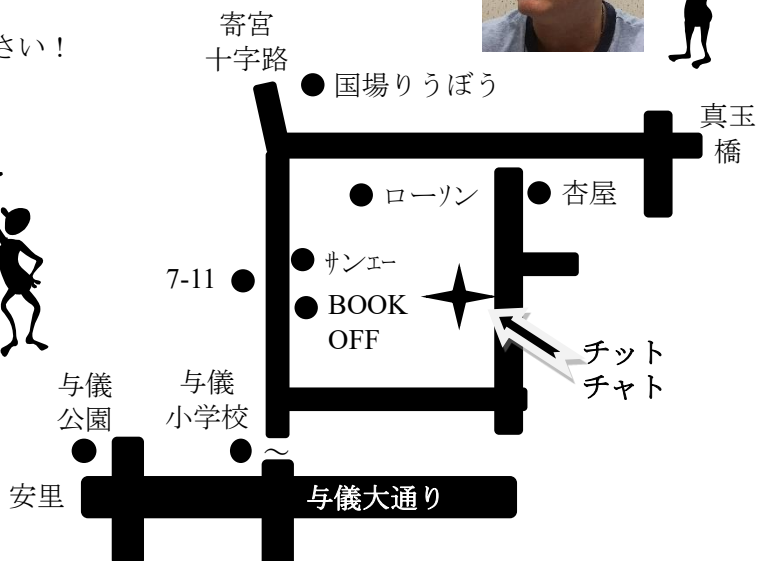 さい！
寄宮
十字路
国場りうぼう
真玉
橋
ローソン
杏屋
ｻﾝｴｰ
7-11
BOOK
OFF
チット
チャト
与儀
公園
与儀
小学校
～
安里
与儀大通り